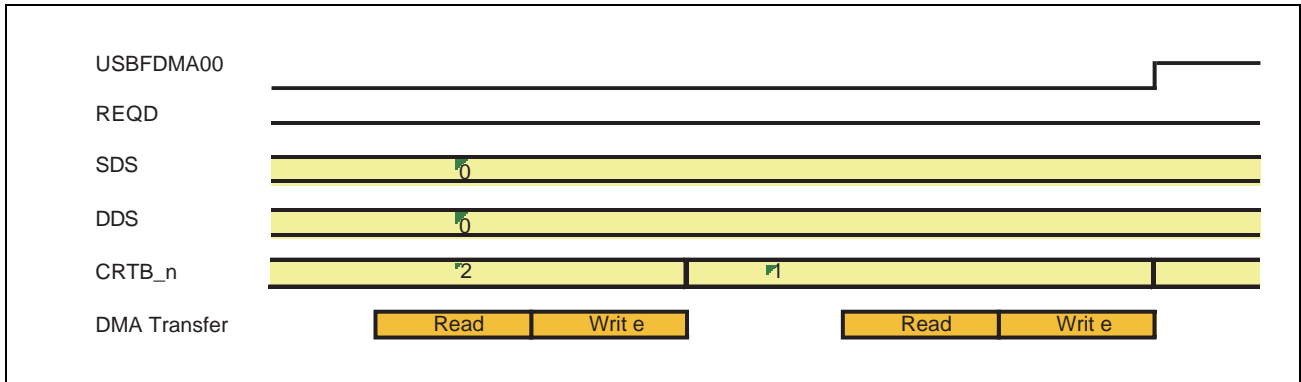 USBFDMA00
REQD
SDS 0
DDS 0
CRTB_n 2 1
DMA Transfer Read Writ e Read Writ e